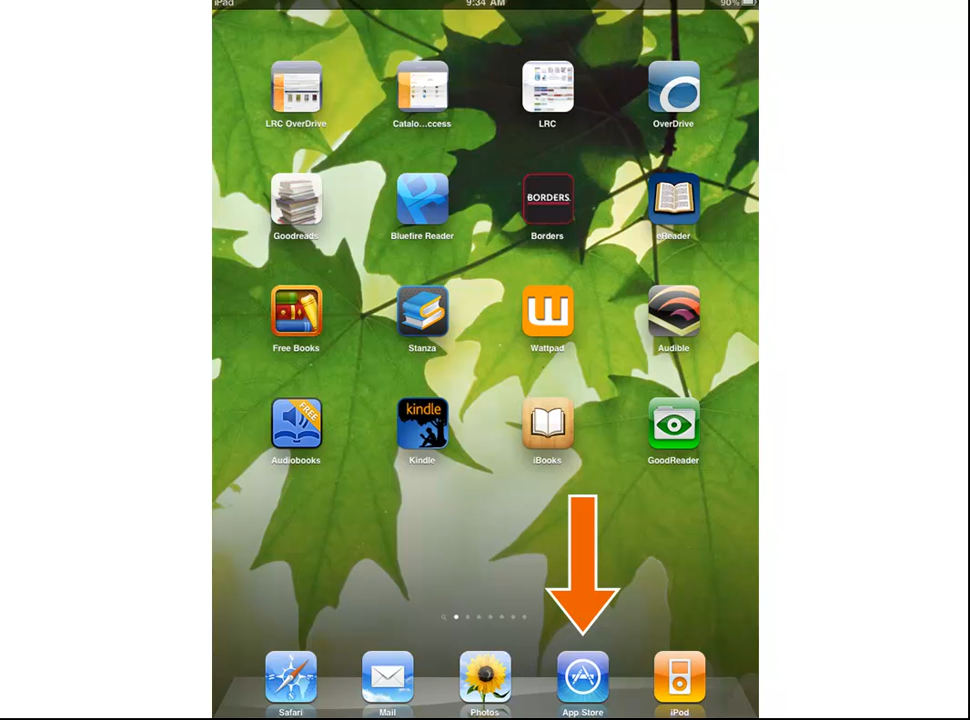 iPad 9:34 AM 90%
LRC OverDrive Catalo...ccess LRC OverDrive
BORDERS
Goodreads Bluefire Reader Borders eReader
W
Free Books Stanza Wattpad Audible
FREE kindle
Audiobooks Kindle iBooks GoodReader
Safari Mail Photos App Store iPod